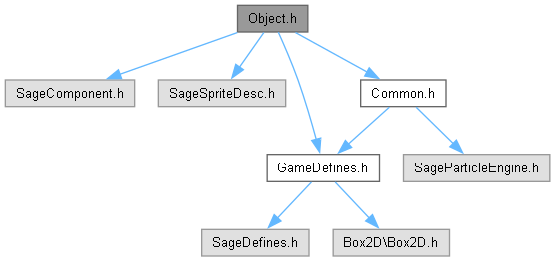 Object.h
SageComponent.h
SageSpriteDesc.h
Common.h
GameDefines.h
SageParticleEngine.h
SageDefines.h
Box2D\Box2D.h